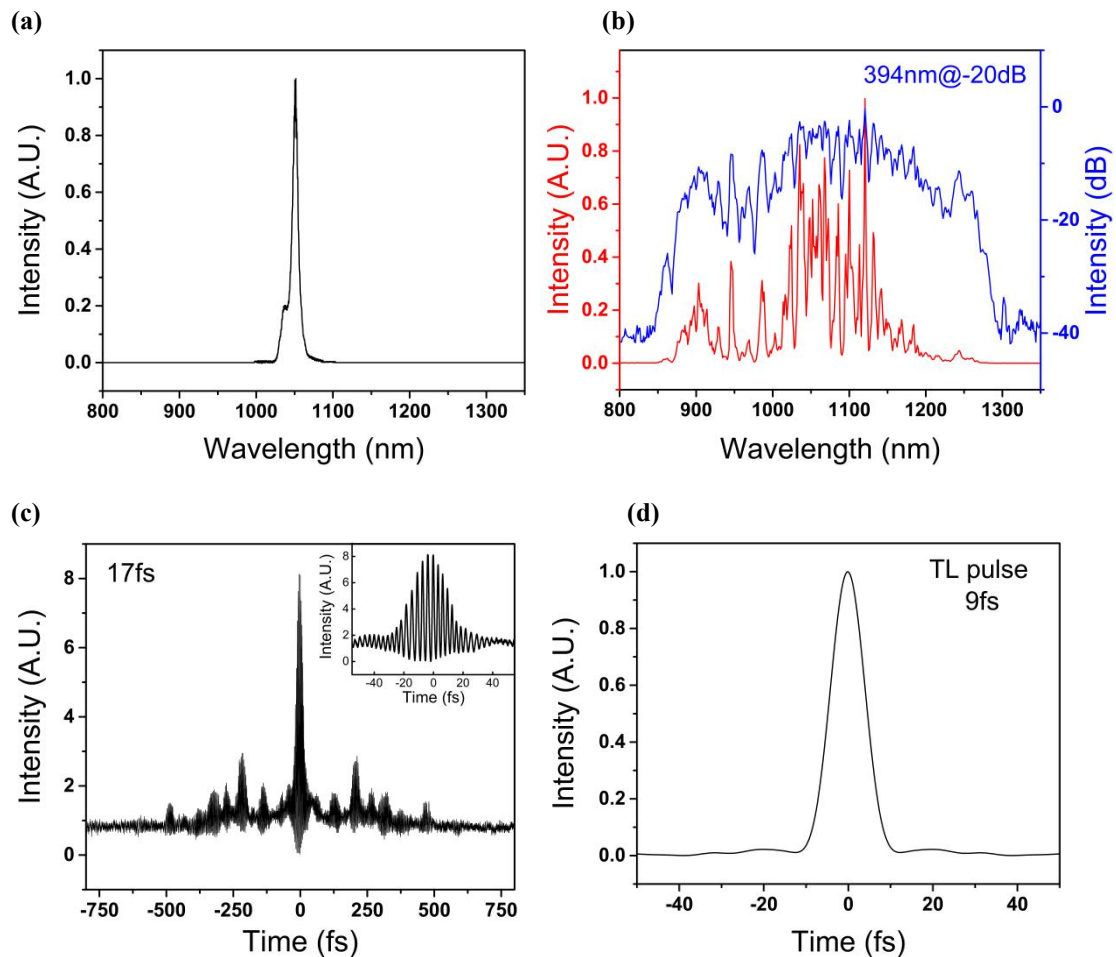 (a)
Intensity (A.U.)
1.0
0.8
0.6
0.4
0.2
0.0
800 900 1000 1100 1200 1300
Wavelength (nm)
(b)
394nm@-20dB
Intensity (A.U.)
1.0
0.8
0.6
0.4
0.2
0.0
0
-20
-40
Intensity (dB)
800 900 1000 1100 1200 1300
Wavelength (nm)
(c)
17fs
Intensity (A.U.)
8
6
4
2
0
-750 -500 -250 0 250 500 750
Time (fs)
Intensity (A.U.)
8
6
4
2
0
-40 -20 0 20 40
Time (fs)
(d)
TL pulse
9fs
Intensity (A.U.)
1.0
0.8
0.6
0.4
0.2
0.0
-40 -20 0 20 40
Time (fs)